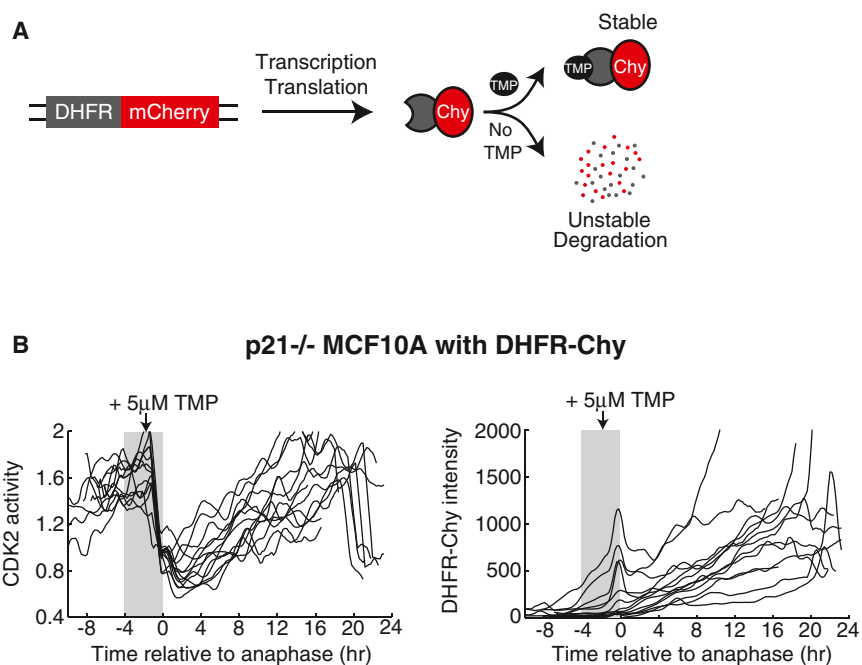 A
Transcription
Translation
DHFR mCherry
Chy
TMP
No
TMP
Stable
TMP Chy
Unstable
Degradation
B
p21-/- MCF10A with DHFR-Chy
+ 5μM TMP
CDK2 activity
2
1.6
1.2
0.8
0.4
-8 -4 0 4 8 12 16 20 24
Time relative to anaphase (hr)
+ 5μM TMP
DHFR-Chy intensity
2000
1500
1000
500
0
-8 -4 0 4 8 12 16 20 24
Time relative to anaphase (hr)